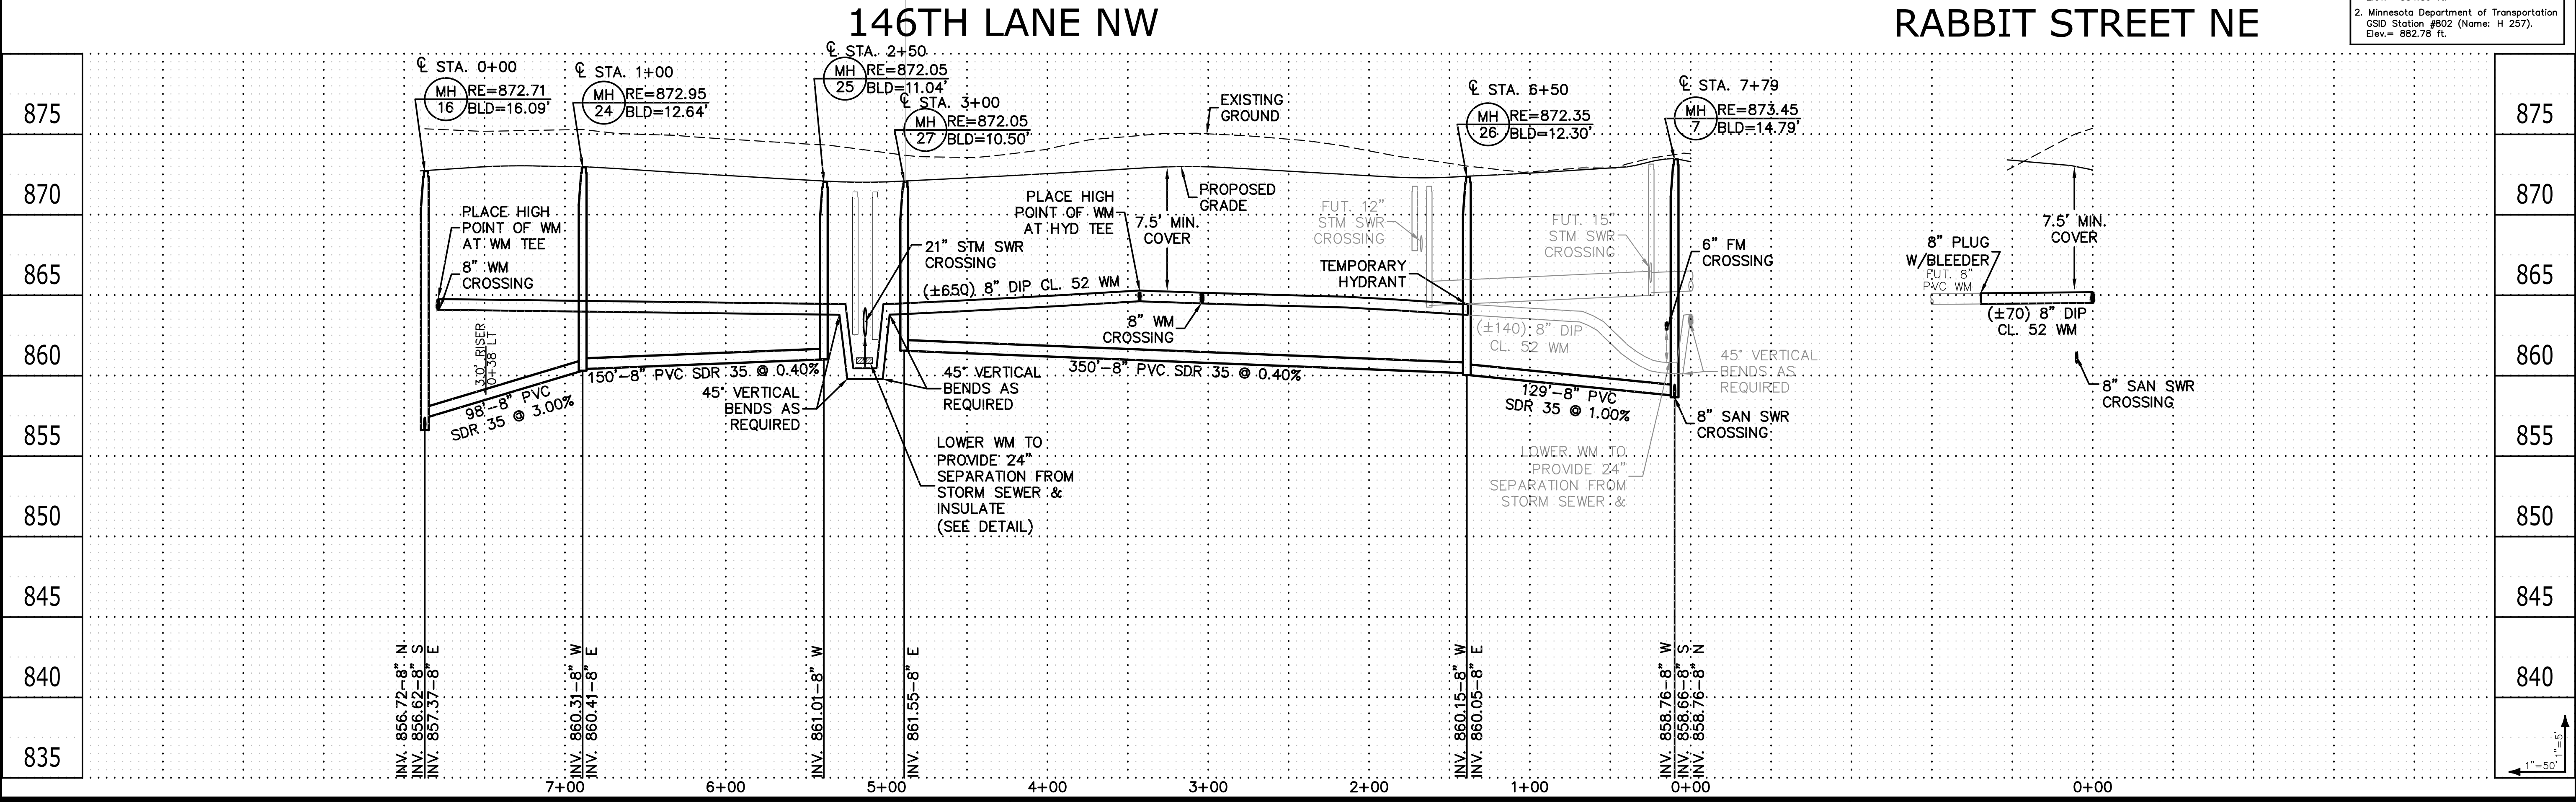 146TH LANE NW
RABBIT STREET NE
2. Minnesota Department of Transportation
GSID Station #802 (Name: H 257).
Elev.= 882.78 ft.
875
870
865
860
855
850
845
840
835
℄ STA. 0+00
MH
16
RE=872.71
BLD=16.09'
℄ STA. 1+00
MH
24
RE=872.95
BLD=12.64'
℄ STA. 2+50
MH
25
RE=872.05
BLD=11.04'
℄ STA. 3+00
MH
27
RE=872.05
BLD=10.50'
EXISTING
GROUND
℄ STA. 6+50
MH
26
RE=872.35
BLD=12.30'
℄ STA. 7+79
MH
7
RE=873.45
BLD=14.79'
PLACE HIGH
POINT OF WM
AT WM TEE
8" WM
CROSSING
3.0' RISER
0+38 LT
98'-8" PVC
SDR 35 @ 3.00%
150'-8" PVC SDR 35 @ 0.40%
45° VERTICAL
BENDS AS
REQUIRED
21" STM SWR
CROSSING
(±650) 8" DIP CL. 52 WM
45° VERTICAL
BENDS AS
REQUIRED
LOWER WM TO
PROVIDE 24"
SEPARATION FROM
STORM SEWER &
INSULATE
(SEE DETAIL)
PLACE HIGH
POINT OF WM
AT HYD TEE
7.5' MIN.
COVER
PROPOSED
GRADE
8" WM
CROSSING
350'-8" PVC SDR 35 @ 0.40%
FUT. 12"
STM SWR
CROSSING
TEMPORARY
HYDRANT
FUT. 15
STM SWR
CROSSING
6" FM
CROSSING
(±140) 8" DIP
CL. 52 WM
45° VERTICAL
BENDS AS
REQUIRED
129'-8" PVC
SDR 35 @ 1.00%
8" SAN SWR
CROSSING
LOWER WM TO
PROVIDE 24"
SEPARATION FROM
STORM SEWER &
8" PLUG
W/BLEEDER
FUT. 8"
PVC WM
7.5' MIN.
COVER
(±70) 8" DIP
CL. 52 WM
8" SAN SWR
CROSSING
875
870
865
860
855
850
845
840
INV. 856.72-8" N
INV. 856.62-8" S
INV. 857.37-8" E
INV. 860.31-8" W
INV. 860.41-8" E
INV. 861.01-8" W
INV. 861.55-8" E
INV. 860.15-8" W
INV. 860.05-8" E
INV. 858.76-8" W
INV. 858.66-8" S
INV. 858.76-8" N
7+00
6+00
5+00
4+00
3+00
2+00
1+00
0+00
0+00
1"=5'
1"=50'